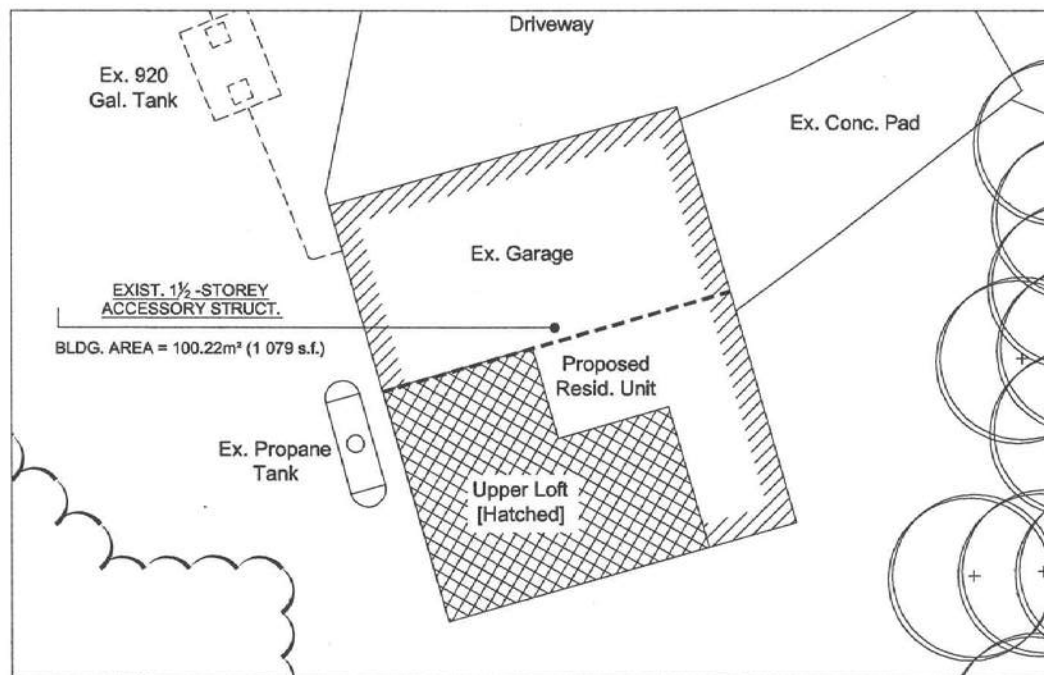 Driveway
Ex. 920
Gal. Tank
Ex. Conc. Pad
Ex. Garage
EXIST. 1½ -STOREY
ACCESSORY STRUCT.
BLDG. AREA = 100.22m² (1 079 s.f.)
Proposed
Resid. Unit
Ex. Propane
Tank
Upper Loft
[Hatched]